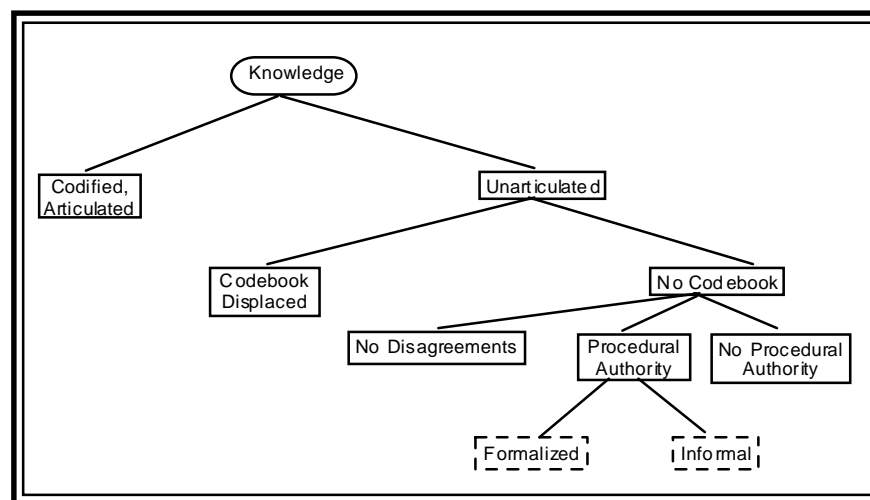 Knowledge
Codified,
Articulated
Unarticulated
Codebook
Displaced
No Codebook
No Disagreements
Procedural
Authority
No Procedural
Authority
Formalized
Informal